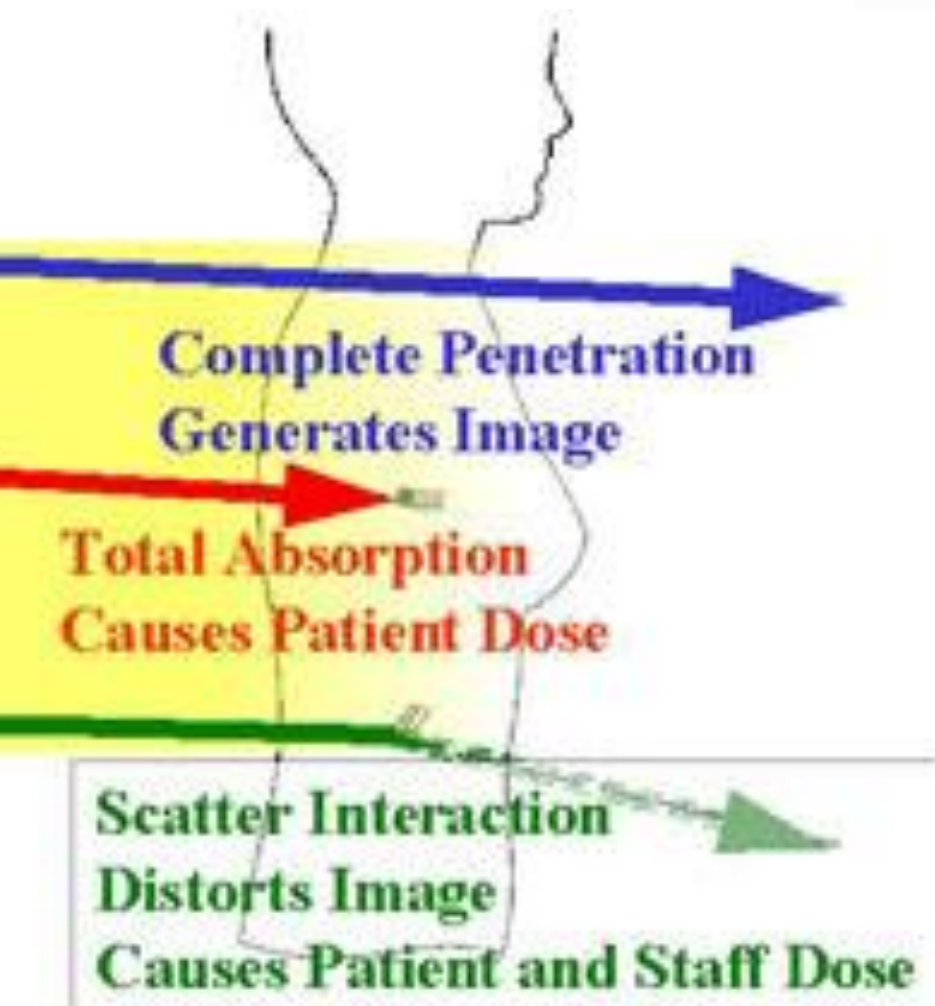 Complete Penetration
Generates Image
Total Absorption
Causes Patient Dose
Scatter Interaction
Distorts Image
Causes Patient and Staff Dose